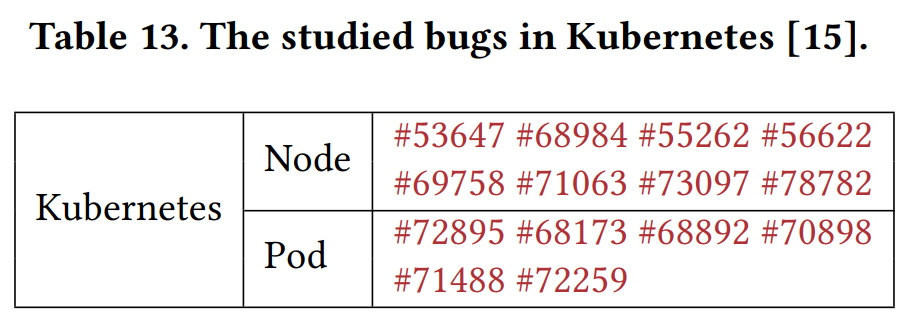 Table 13. The studied bugs in Kubernetes [15].
Kubernetes
Node
#53647 #68984 #55262 #56622
#69758 #71063 #73097 #78782
Pod
#72895 #68173 #68892 #70898
#71488 #72259